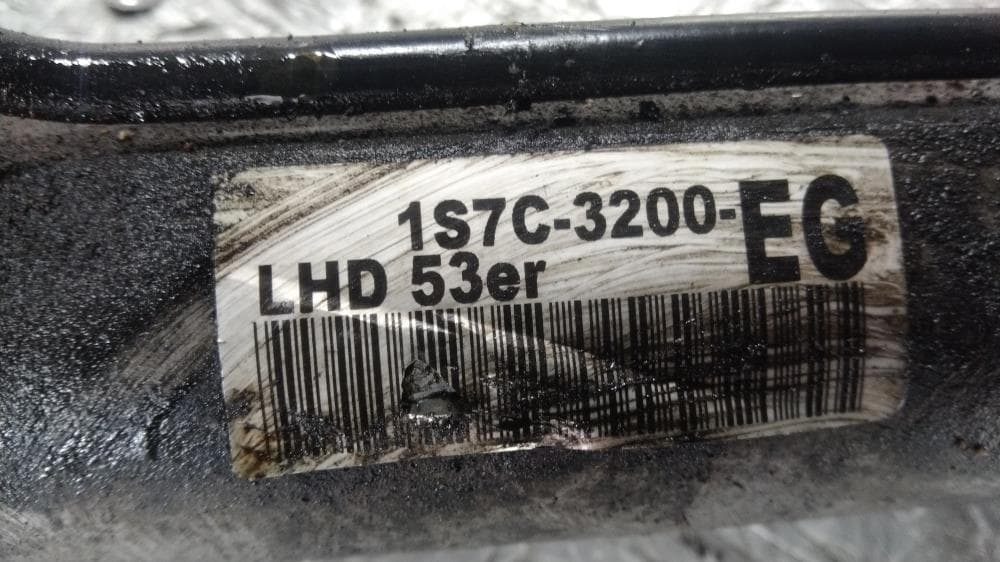 1S7C-3200-EG
LHD 53er